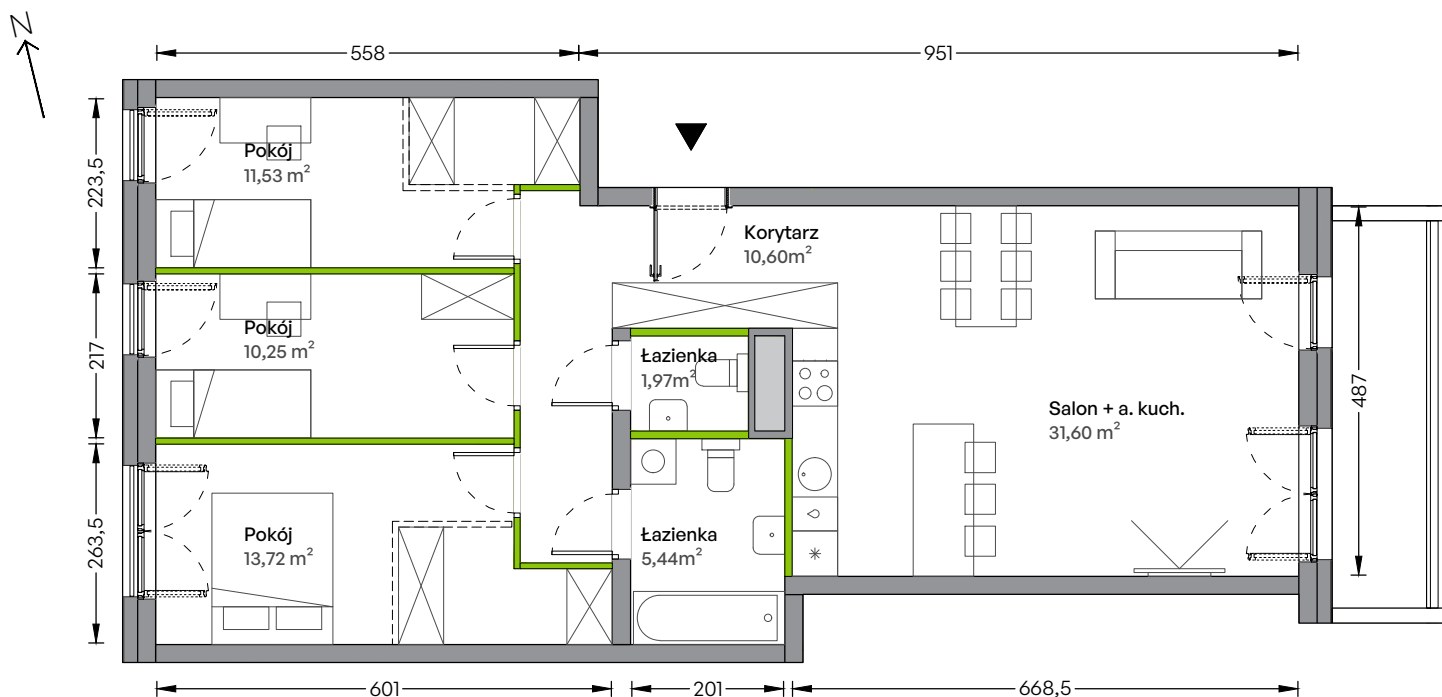 N
558
951
223,5
Pokój
11,53 m²
Korytarz
10,60m²
217
Pokój
10,25 m²
Łazienka
1,97m²
487
Salon + a. kuch.
31,60 m²
263,5
Pokój
13,72 m²
Łazienka
5,44m²
601
201
668,5